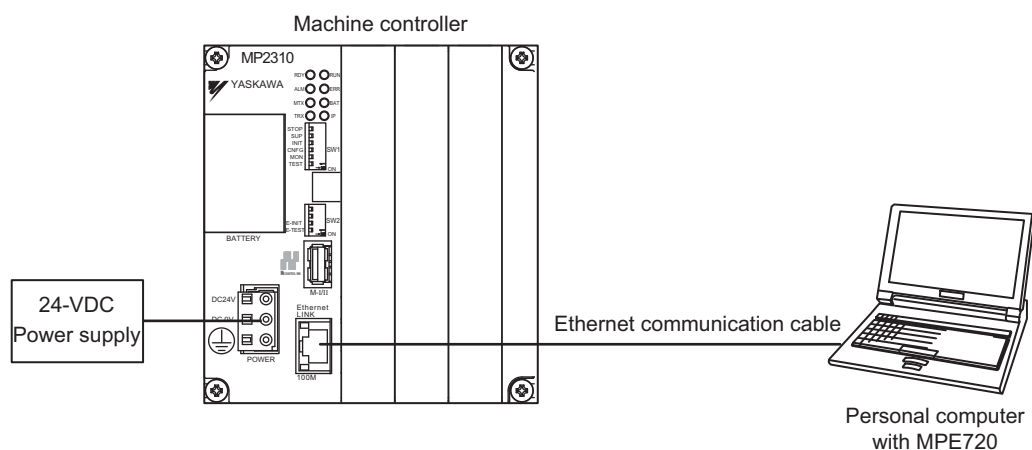 Machine controller
MP2310
YASKAWA
RDY RUN
ALM ERR
MTX BAT
TRX IP
STOP
SUP
INIT
CNFG
MON
TEST
SW1
ON
E-INIT
E-TEST
SW2
ON
BATTERY
M-I/II
DC24V
DC 0V
POWER
Ethernet
LINK
100M
24-VDC
Power supply
Ethernet communication cable
Personal computer
with MPE720